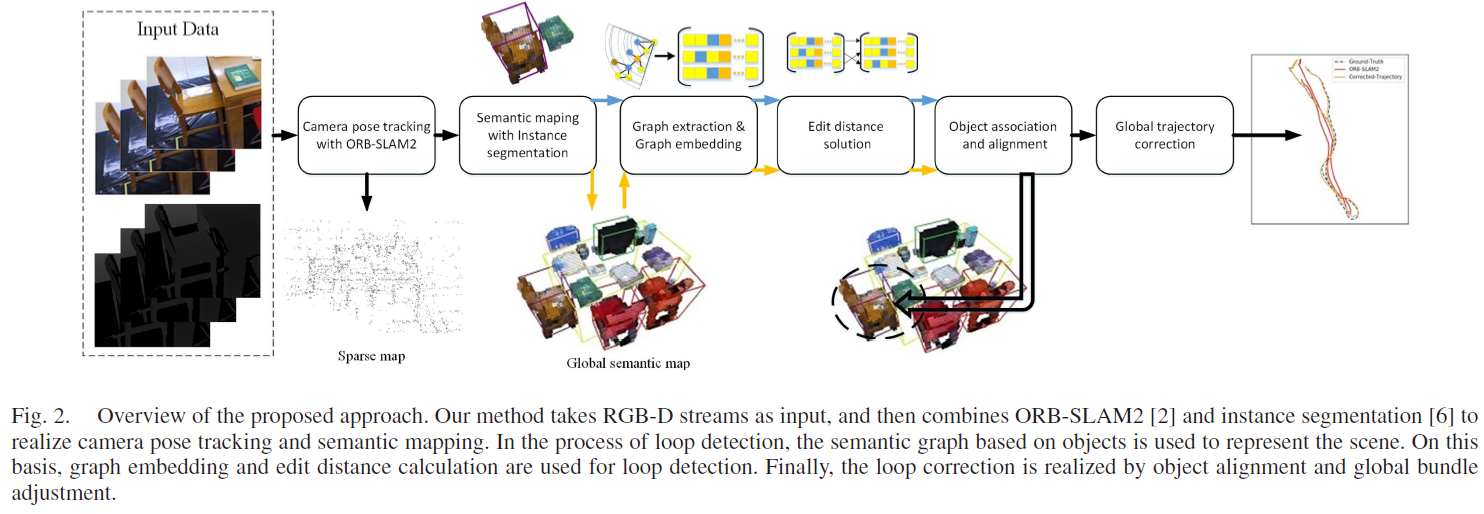 Input Data
Camera pose tracking
with ORB-SLAM2
Semantic maping
with Instance
segmentation
Graph extraction &
Graph embedding
Edit distance
solution
Object association
and alignment
Global trajectory
correction
Ground-Truth
ORB-SLAM2
Corrected-Trajectory
Sparse map
Global semantic map
Fig. 2. Overview of the proposed approach. Our method takes RGB-D streams as input, and then combines ORB-SLAM2 [2] and instance segmentation [6] to
realize camera pose tracking and semantic mapping. In the process of loop detection, the semantic graph based on objects is used to represent the scene. On this
basis, graph embedding and edit distance calculation are used for loop detection. Finally, the loop correction is realized by object alignment and global bundle
adjustment.